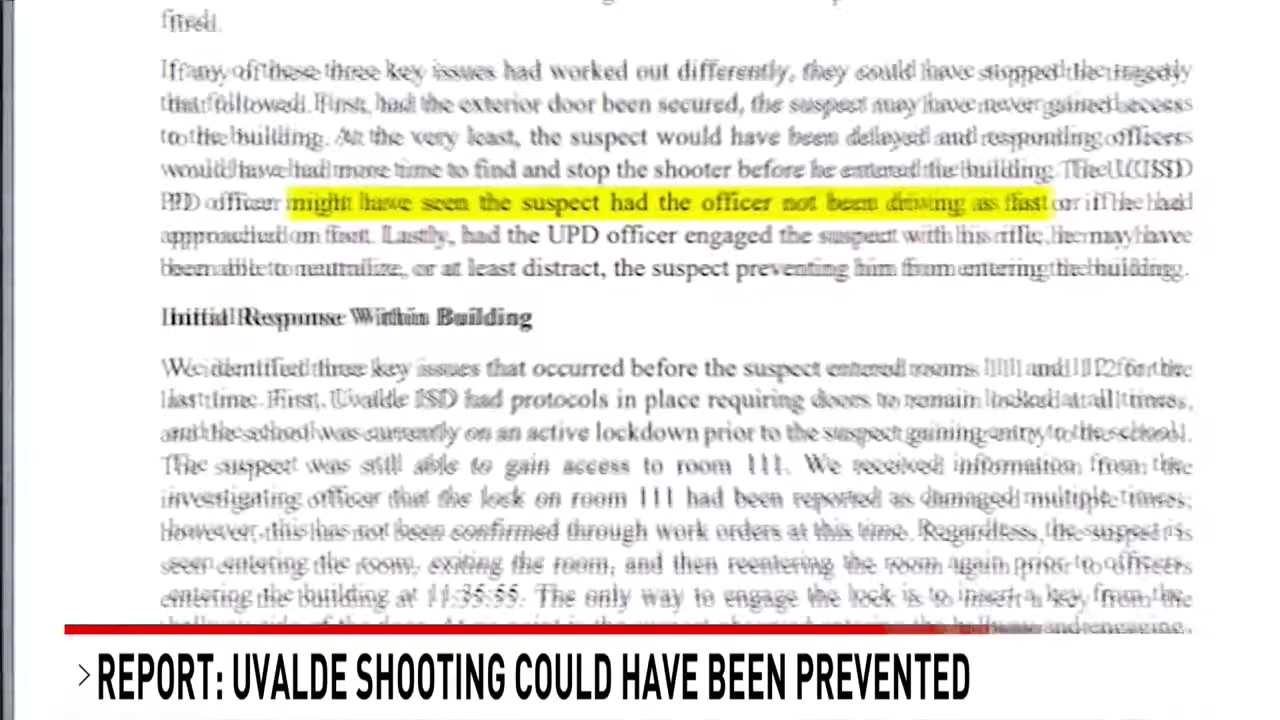 fired.
If any of these three key issues had worked out differently, they could have stopped the tragedy
that followed. First, had the exterior door been secured, the suspect may have never gained access
to the building. At the very least, the suspect would have been delayed and responding officers
would have had more time to find and stop the shooter before he entered the building. The UCISD
PD officer might have seen the suspect had the officer not been driving as fast or if he had
approached on foot. Lastly, had the UPD officer engaged the suspect with his rifle, he may have
been able to neutralize, or at least distract, the suspect preventing him from entering the building.
Initial Response Within Building
We identified three key issues that occurred before the suspect entered rooms 111 and 112 for the
last time. First, Uvalde ISD had protocols in place requiring doors to remain locked at all times,
and the school was currently on an active lockdown prior to the suspect gaining entry to the school.
The suspect was still able to gain access to room 111. We received information from the
investigating officer that the lock on room 111 had been reported as damaged multiple times;
however, this has not been confirmed through work orders at this time. Regardless, the suspect is
seen entering the room, exiting the room, and then reentering the room again prior to officers
entering the building at 11:35:55. The only way to engage the lock is to insert a key from the
> REPORT: UVALDE SHOOTING COULD HAVE BEEN PREVENTED